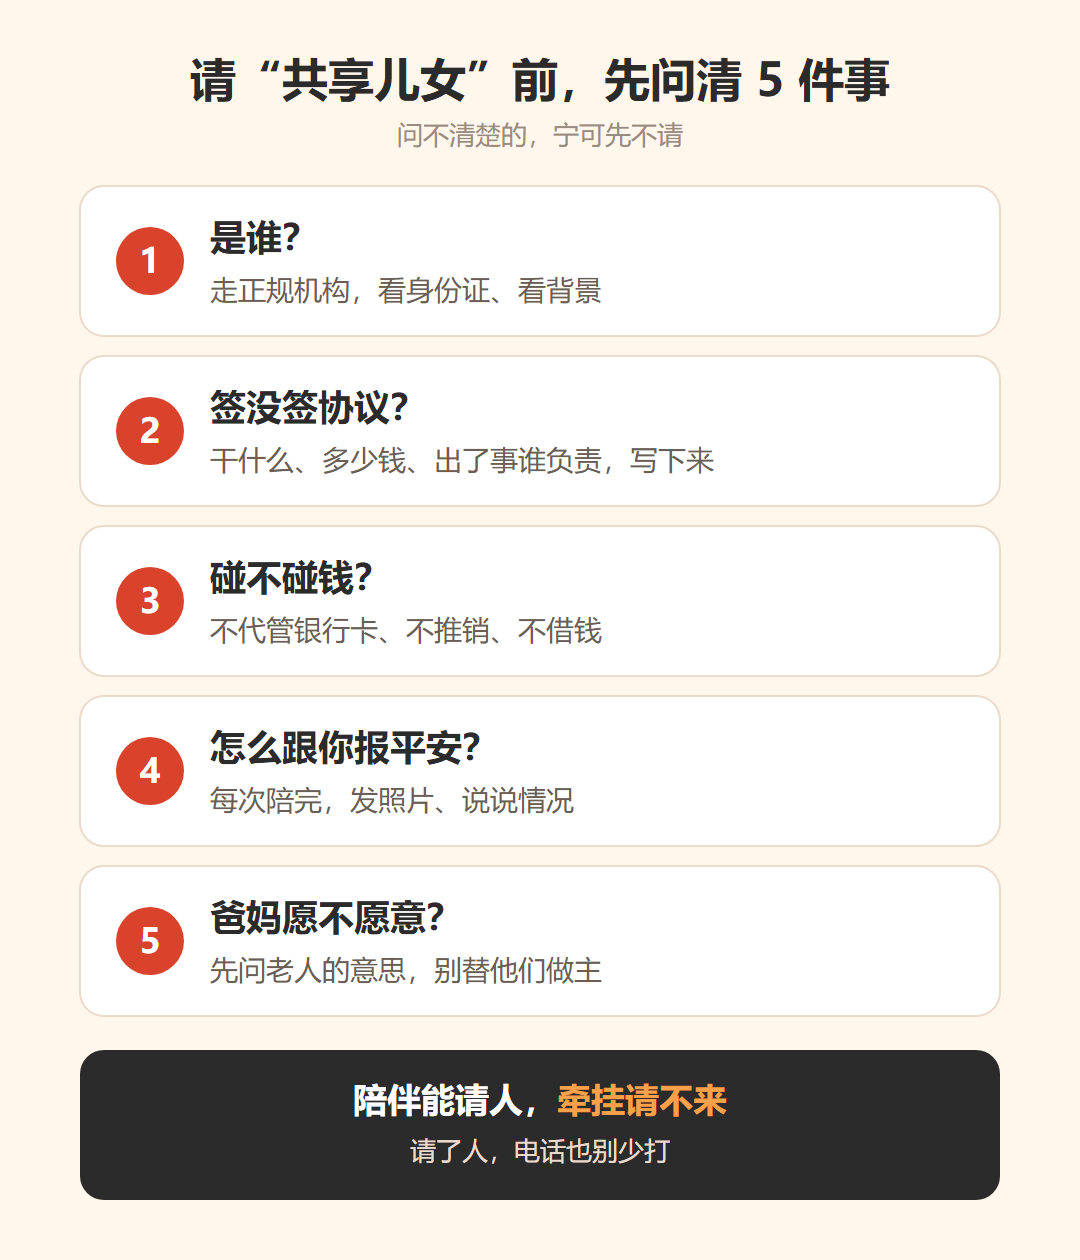 请“共享儿女”前，先问清 5 件事
问不清楚的，宁可先不请
1
是谁？
走正规机构，看身份证、看背景
2
签没签协议？
干什么、多少钱、出了事谁负责，写下来
3
碰不碰钱？
不代管银行卡、不推销、不借钱
4
怎么跟你报平安？
每次陪完，发照片、说说情况
5
爸妈愿不愿意？
先问老人的意思，别替他们做主
陪伴能请人，牵挂请不来
请了人，电话也别少打